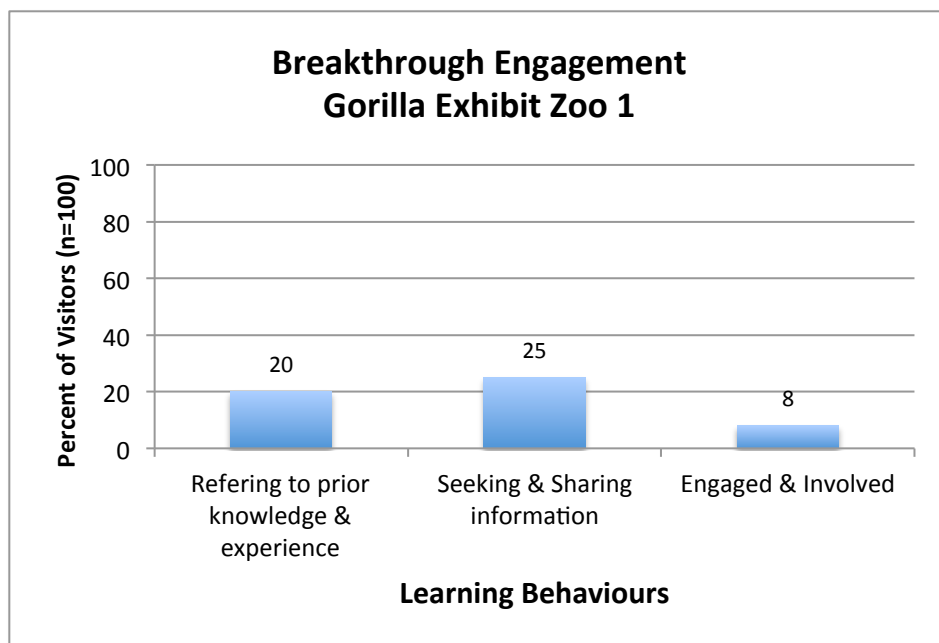 Breakthrough Engagement
Gorilla Exhibit Zoo 1
Percent of Visitors (n=100)
100
80
60
40
20
0
20
25
8
Refering to prior
knowledge &
experience
Seeking & Sharing
information
Engaged & Involved
Learning Behaviours